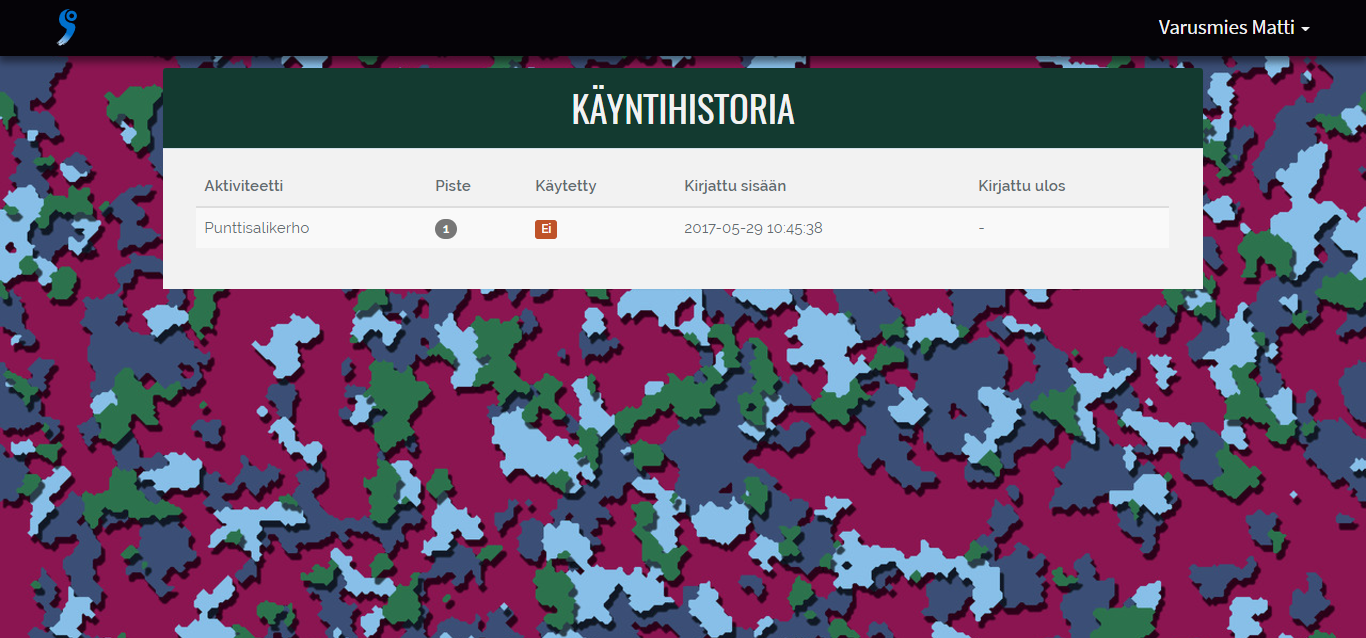 Varusmies Matti
KÄYNTIHISTORIA
Aktiviteetti Piste Käytetty Kirjattu sisään Kirjattu ulos
Punttisalikerho 1 Ei 2017-05-29 10:45:38 -